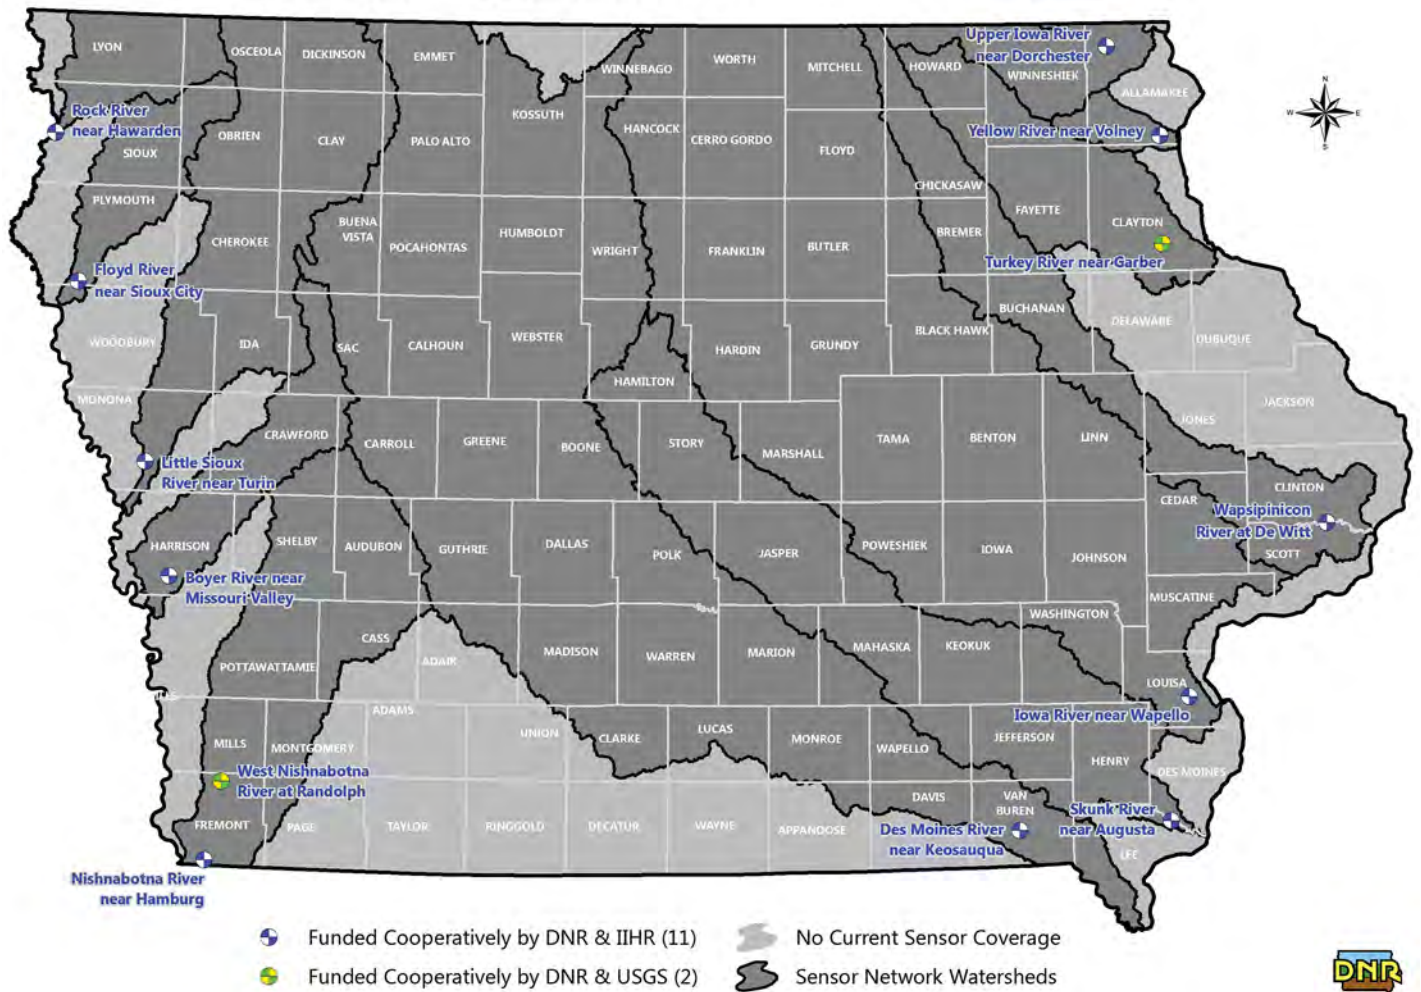 LYON
OSCEOLA
DICKINSON
EMMET
WINNEBAGO
WORTH
MITCHELL
HOWARD
Upper Iowa River
near Dorchester
WINNESHIEK
ALLAMAKEE
N
W
E
S
Rock River
near Hawarden
SIOUX
OBRIEN
CLAY
PALO ALTO
KOSSUTH
HANCOCK
CERRO GORDO
FLOYD
CHICKASAW
Yellow River near Volney
PLYMOUTH
CHEROKEE
BUENA
VISTA
POCAHONTAS
HUMBOLDT
WRIGHT
FRANKLIN
BUTLER
BREMER
FAYETTE
CLAYTON
Turkey River near Garber
Floyd River
near Sioux City
WOODBURY
IDA
SAC
CALHOUN
WEBSTER
HAMILTON
HARDIN
GRUNDY
BLACK HAWK
BUCHANAN
DELAWARE
DUBUQUE
MONONA
CRAWFORD
CARROLL
GREENE
BOONE
STORY
MARSHALL
TAMA
BENTON
LINN
JONES
JACKSON
Little Sioux
River near Turin
CEDAR
CLINTON
Wapsipinicon
River at De Witt
SCOTT
HARRISON
SHELBY
AUDUBON
GUTHRIE
DALLAS
POLK
JASPER
POWESHIEK
IOWA
JOHNSON
MUSCATINE
Boyer River near
Missouri Valley
POTTAWATTAMIE
CASS
ADAIR
MADISON
WARREN
MARION
MAHASKA
KEOKUK
WASHINGTON
LOUISA
Iowa River near Wapello
MILLS
MONTGOMERY
ADAMS
UNION
CLARKE
LUCAS
MONROE
WAPELLO
JEFFERSON
HENRY
DES MOINES
West Nishnabotna
River at Randolph
FREMONT
PAGE
TAYLOR
RINGGOLD
DECATUR
WAYNE
APPANOOSE
DAVIS
VAN
BUREN
Skunk River
near Augusta
Des Moines River
near Keosauqua
LEE
Nishnabotna River
near Hamburg
Funded Cooperatively by DNR & IIHR (11)
No Current Sensor Coverage
Funded Cooperatively by DNR & USGS (2)
Sensor Network Watersheds
DNR